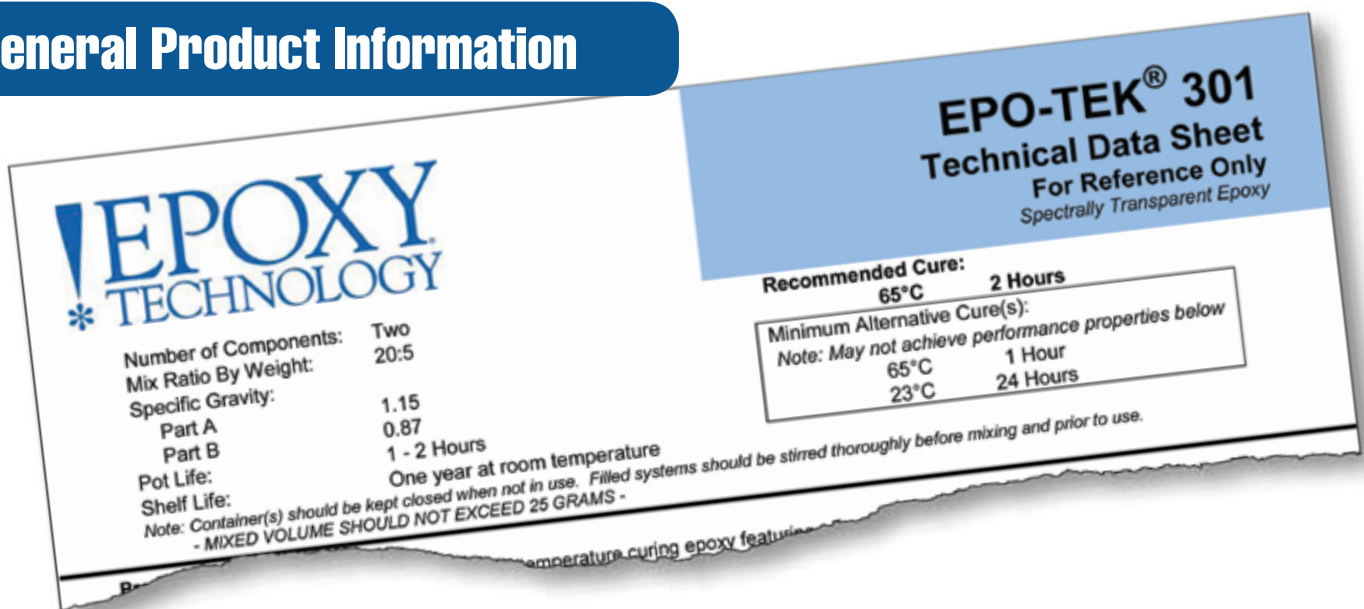 eneral Product Information
EPO-TEK® 301
Technical Data Sheet
For Reference Only
Spectrally Transparent Epoxy
EPOXY
TECHNOLOGY
Number of Components: Two
Mix Ratio By Weight: 20:5
Specific Gravity:
Part A 1.15
Part B 0.87
Pot Life: 1 - 2 Hours
Shelf Life: One year at room temperature
Recommended Cure:
65°C 2 Hours
Minimum Alternative Cure(s):
Note: May not achieve performance properties below
65°C 1 Hour
23°C 24 Hours
Note: Container(s) should be kept closed when not in use. Filled systems should be stirred thoroughly before mixing and prior to use.
- MIXED VOLUME SHOULD NOT EXCEED 25 GRAMS -
emperature curing epoxy